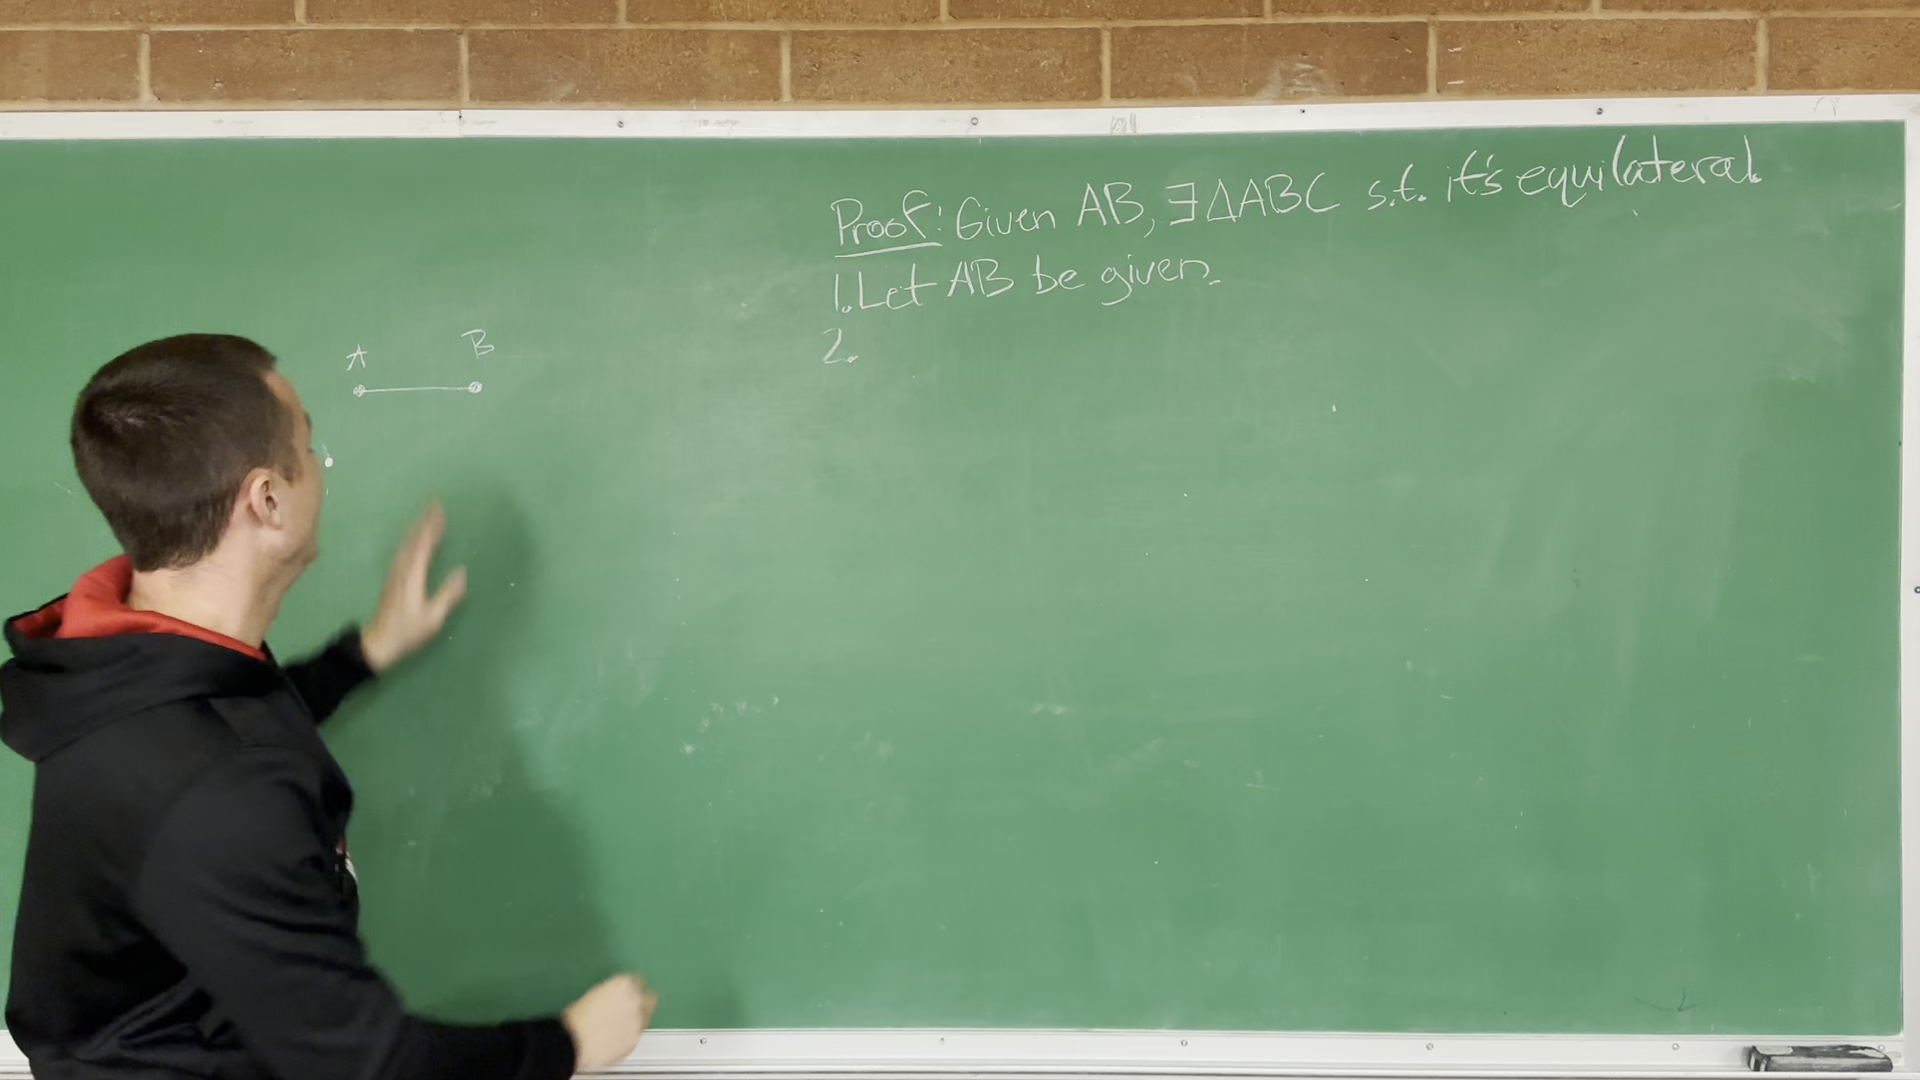 Proof: Given AB, ∃ΔABC s.t. it's equilateral.
1. Let AB be given.
2.
A B